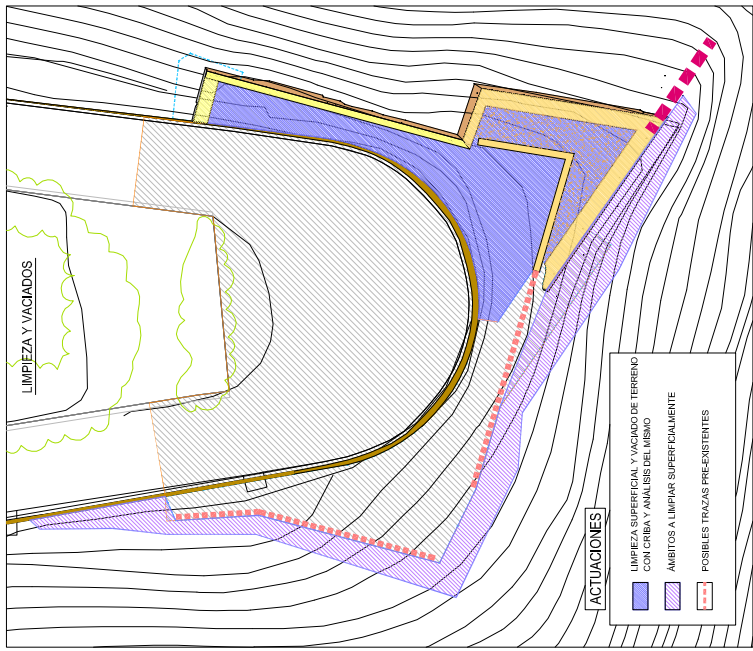 LIMPIEZA Y VACIADOS
ACTUACIONES
LIMPIEZA SUPERFICIAL Y VACIADO DE TERRENO
CON CRIBA Y ANÁLISIS DEL MISMO
ÁMBITOS A LIMPIAR SUPERFICIALMENTE
POSIBLES TRAZAS PRE-EXISTENTES